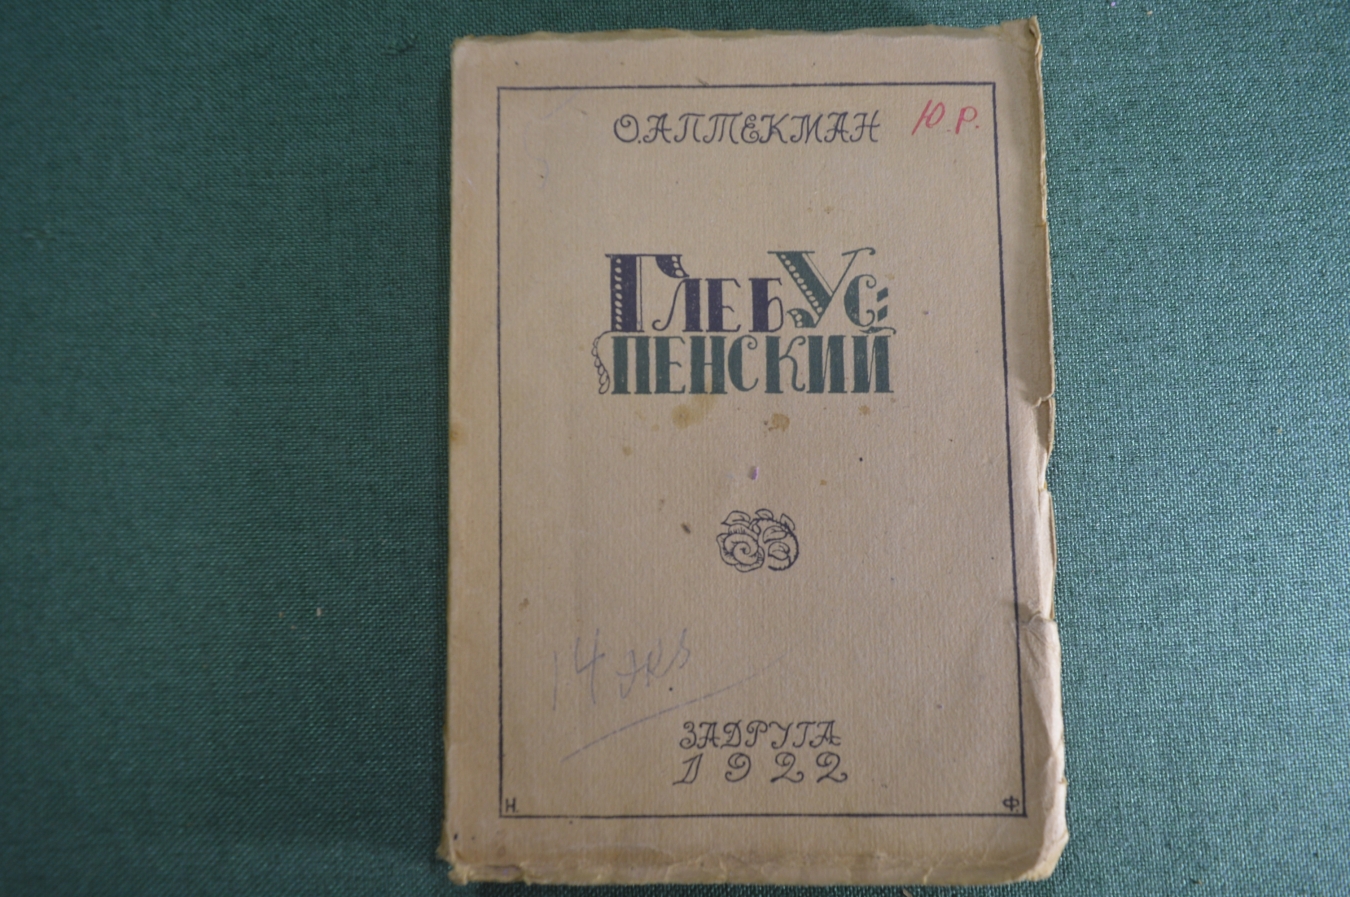 О. АПТЕКМАН
Ю. Р.
ГЛЕБ УС=
ПЕНСКИЙ
14 экз
ЗАДРУГА
1922
Н. Ф.